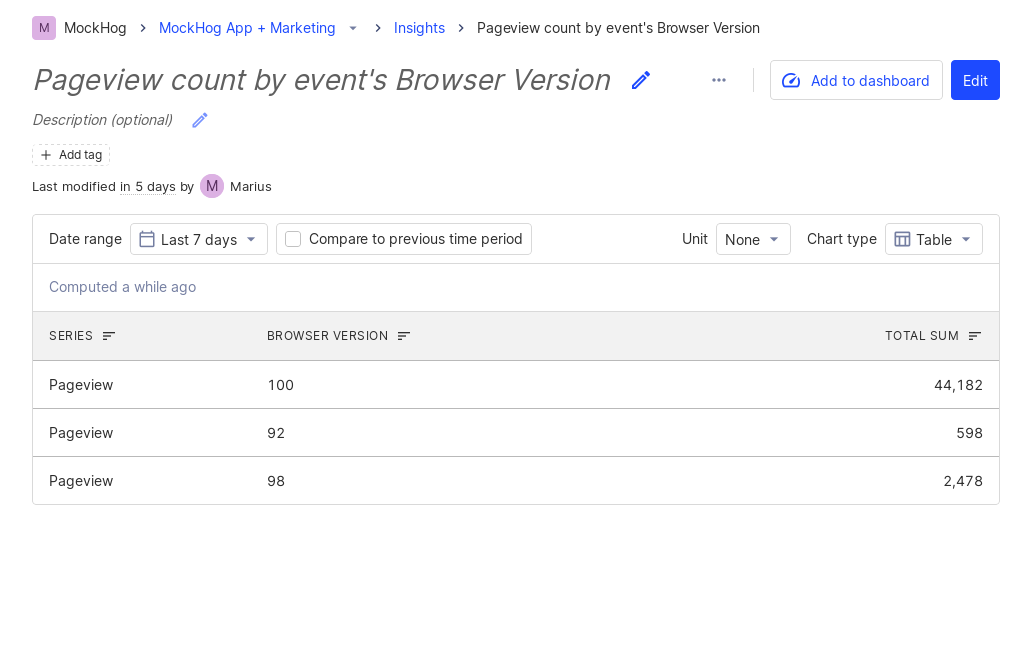 M MockHog MockHog App + Marketing Insights Pageview count by event's Browser Version
Pageview count by event's Browser Version Add to dashboard Edit
Description (optional)
Add tag
Last modified in 5 days by M Marius
Date range Last 7 days Compare to previous time period Unit None Chart type Table
Computed a while ago
SERIES BROWSER VERSION TOTAL SUM
Pageview 100 44,182
Pageview 92 598
Pageview 98 2,478